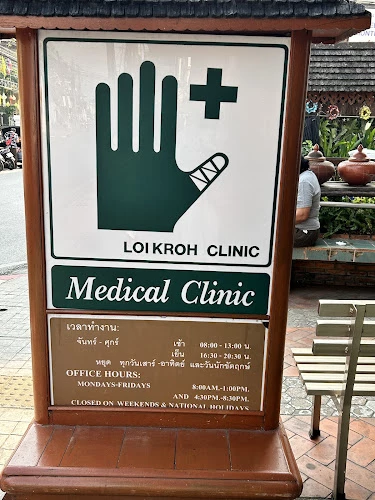 LOI KROH CLINIC
Medical Clinic
เวลาทำงาน:
จันทร์ - ศุกร์ เช้า 08:00 - 13:00 น.
เย็น 16:30 - 20:30 น.
หยุด ทุกวันเสาร์ -อาทิตย์ และวันนักขัตฤกษ์
OFFICE HOURS:
MONDAYS-FRIDAYS 8:00AM.-1:00PM.
AND 4:30PM.-8:30PM.
CLOSED ON WEEKENDS & NATIONAL HOLIDAYS